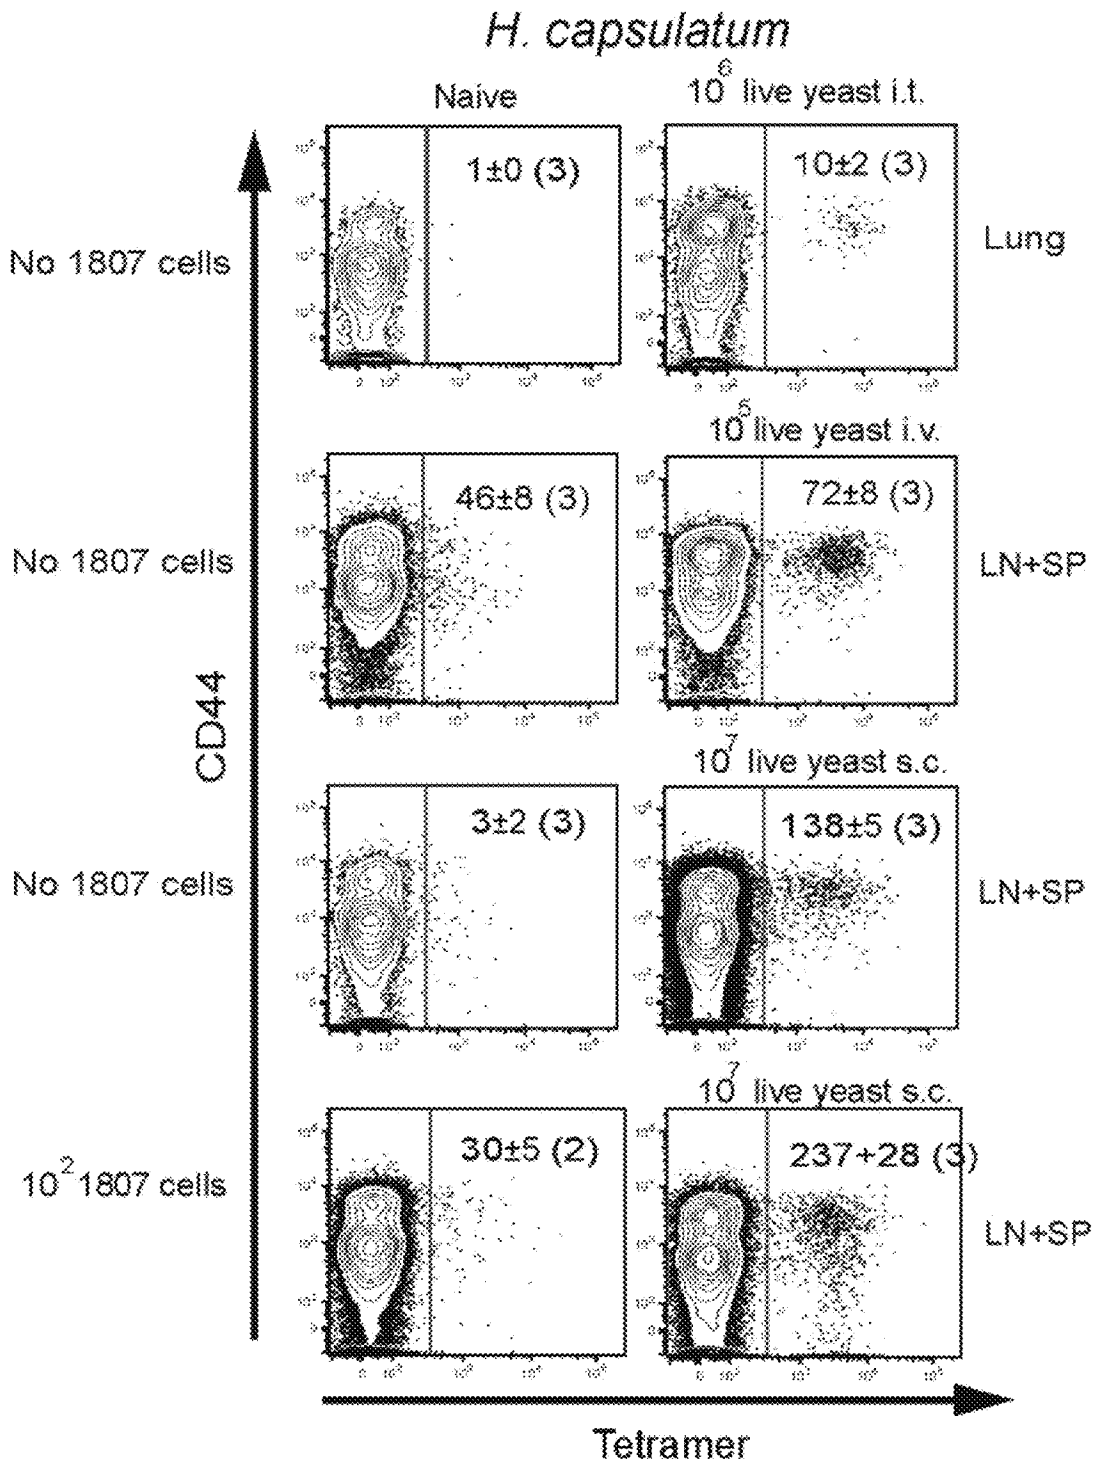 H. capsulatum
Naive
10⁶ live yeast i.t.
1±0 (3)
10±2 (3)
No 1807 cells
Lung
10⁵ live yeast i.v.
46±8 (3)
72±8 (3)
No 1807 cells
LN+SP
CD44
10⁷ live yeast s.c.
3±2 (3)
138±5 (3)
No 1807 cells
LN+SP
10⁷ live yeast s.c.
30±5 (2)
237+28 (3)
10² 1807 cells
LN+SP
Tetramer